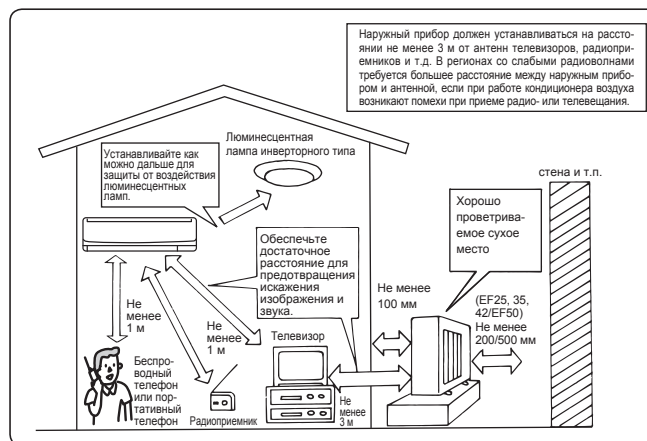 Наружный прибор должен устанавливаться на рассто-
янии не менее 3 м от антенн телевизоров, радиопри-
емников и т.д. В регионах со слабыми радиоволнами
требуется большее расстояние между наружным прибо-
ром и антенной, если при работе кондиционера воздуха
возникают помехи при приеме радио- или телевещания.
Люминесцентная
лампа инверторного типа
Устанавливайте как
можно дальше для
защиты от воздействия
люминесцентных
ламп.
стена и т.п.
Хорошо
проветрива-
емое сухое
место
Обеспечьте
достаточное
расстояние для
предотвращения
искажения
изображения и
звука.
Не менее
100 мм
(EF25, 35,
42/EF50)
Не менее
200/500 мм
Не
менее
1 м
Не
менее
1 м
Телевизор
Беспро-
водный
телефон
или пор-
тативный
телефон
Радиоприемник
Не
менее
3 м